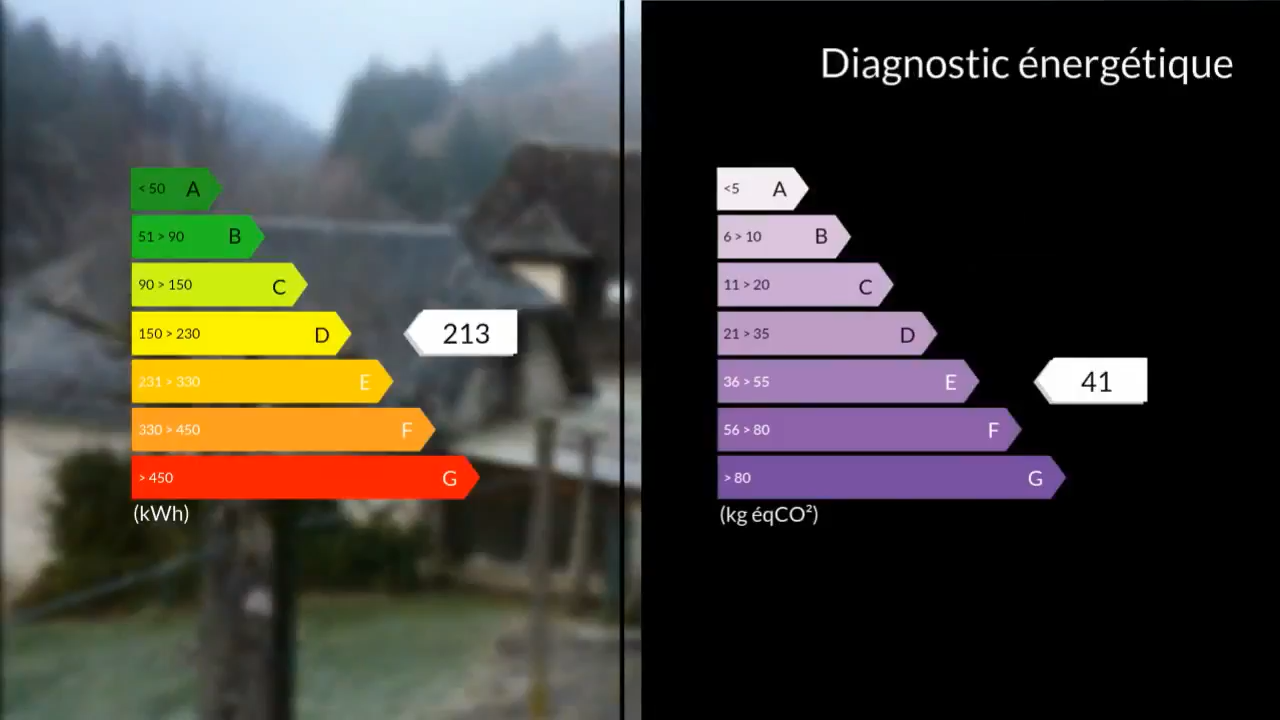 Diagnostic énergétique
< 50 A
51 > 90 B
90 > 150 C
150 > 230 D
213
231 > 330 E
330 > 450 F
> 450 G
(kWh)
<5 A
6 > 10 B
11 > 20 C
21 > 35 D
36 > 55 E
41
56 > 80 F
> 80 G
(kg éqCO²)